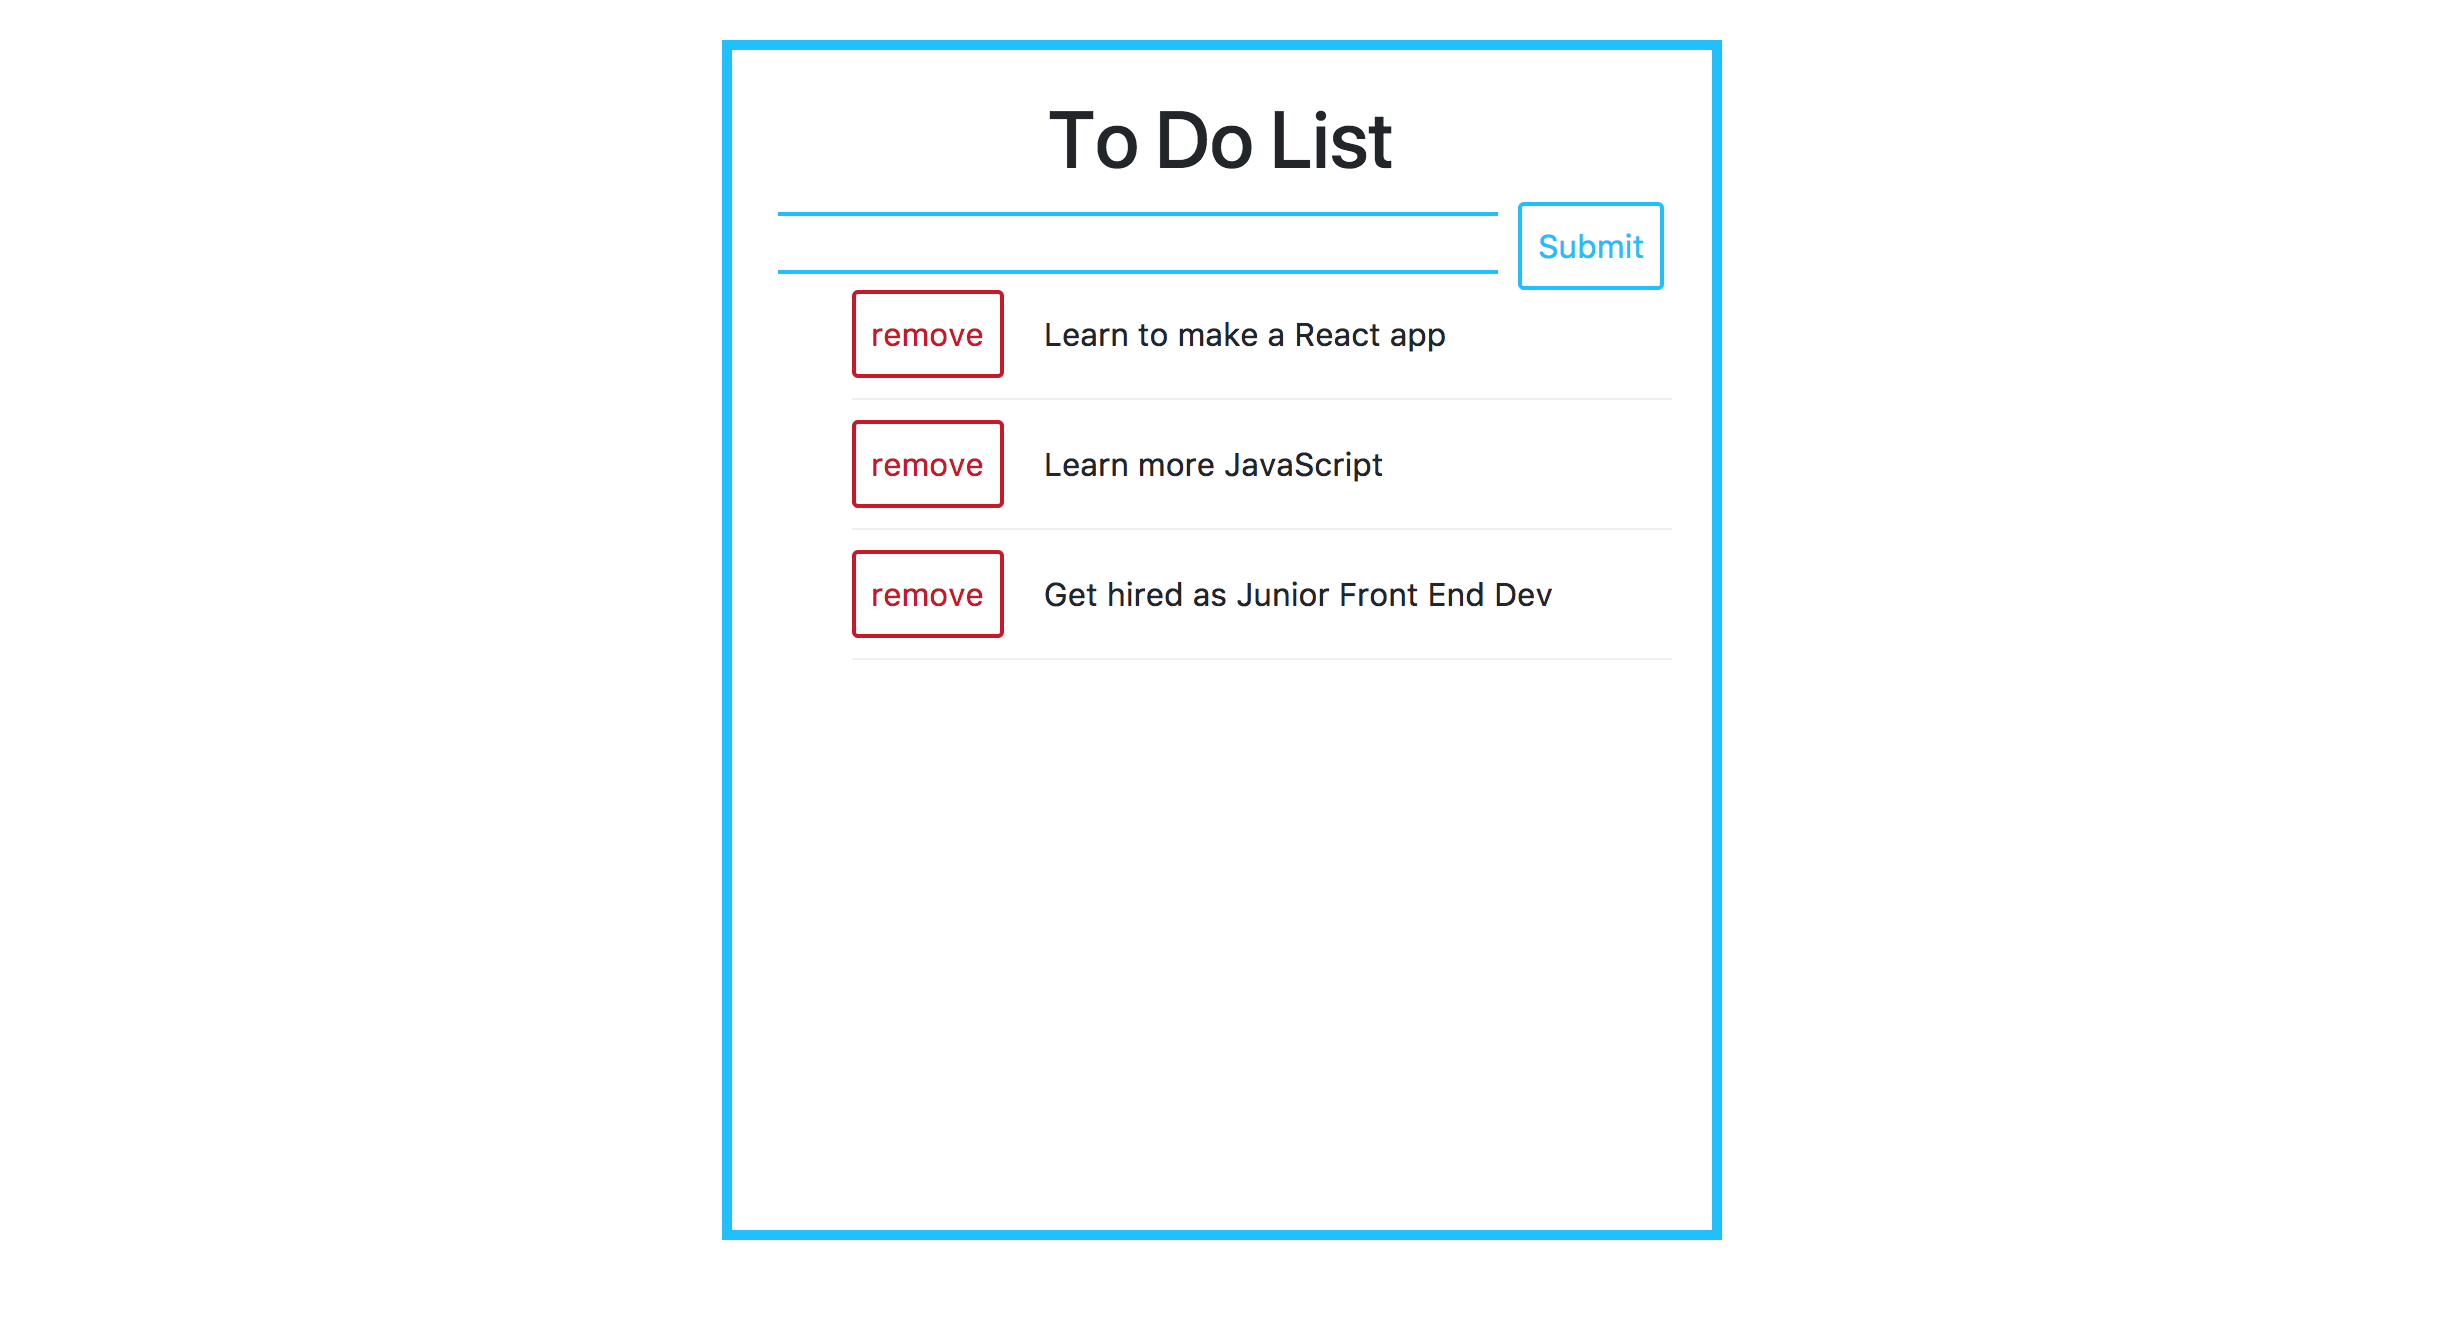 To Do List
Submit
remove Learn to make a React app
remove Learn more JavaScript
remove Get hired as Junior Front End Dev